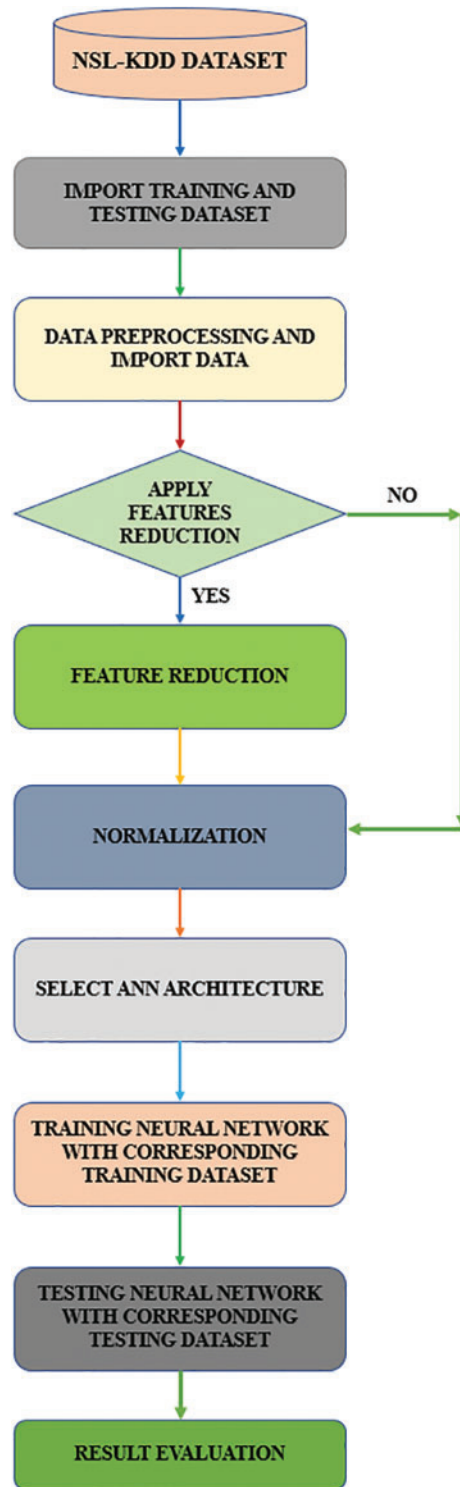 NSL-KDD DATASET
IMPORT TRAINING AND
TESTING DATASET
DATA PREPROCESSING AND
IMPORT DATA
APPLY
FEATURES
REDUCTION
NO
YES
FEATURE REDUCTION
NORMALIZATION
SELECT ANN ARCHITECTURE
TRAINING NEURAL NETWORK
WITH CORRESPONDING
TRAINING DATASET
TESTING NEURAL NETWORK
WITH CORRESPONDING
TESTING DATASET
RESULT EVALUATION